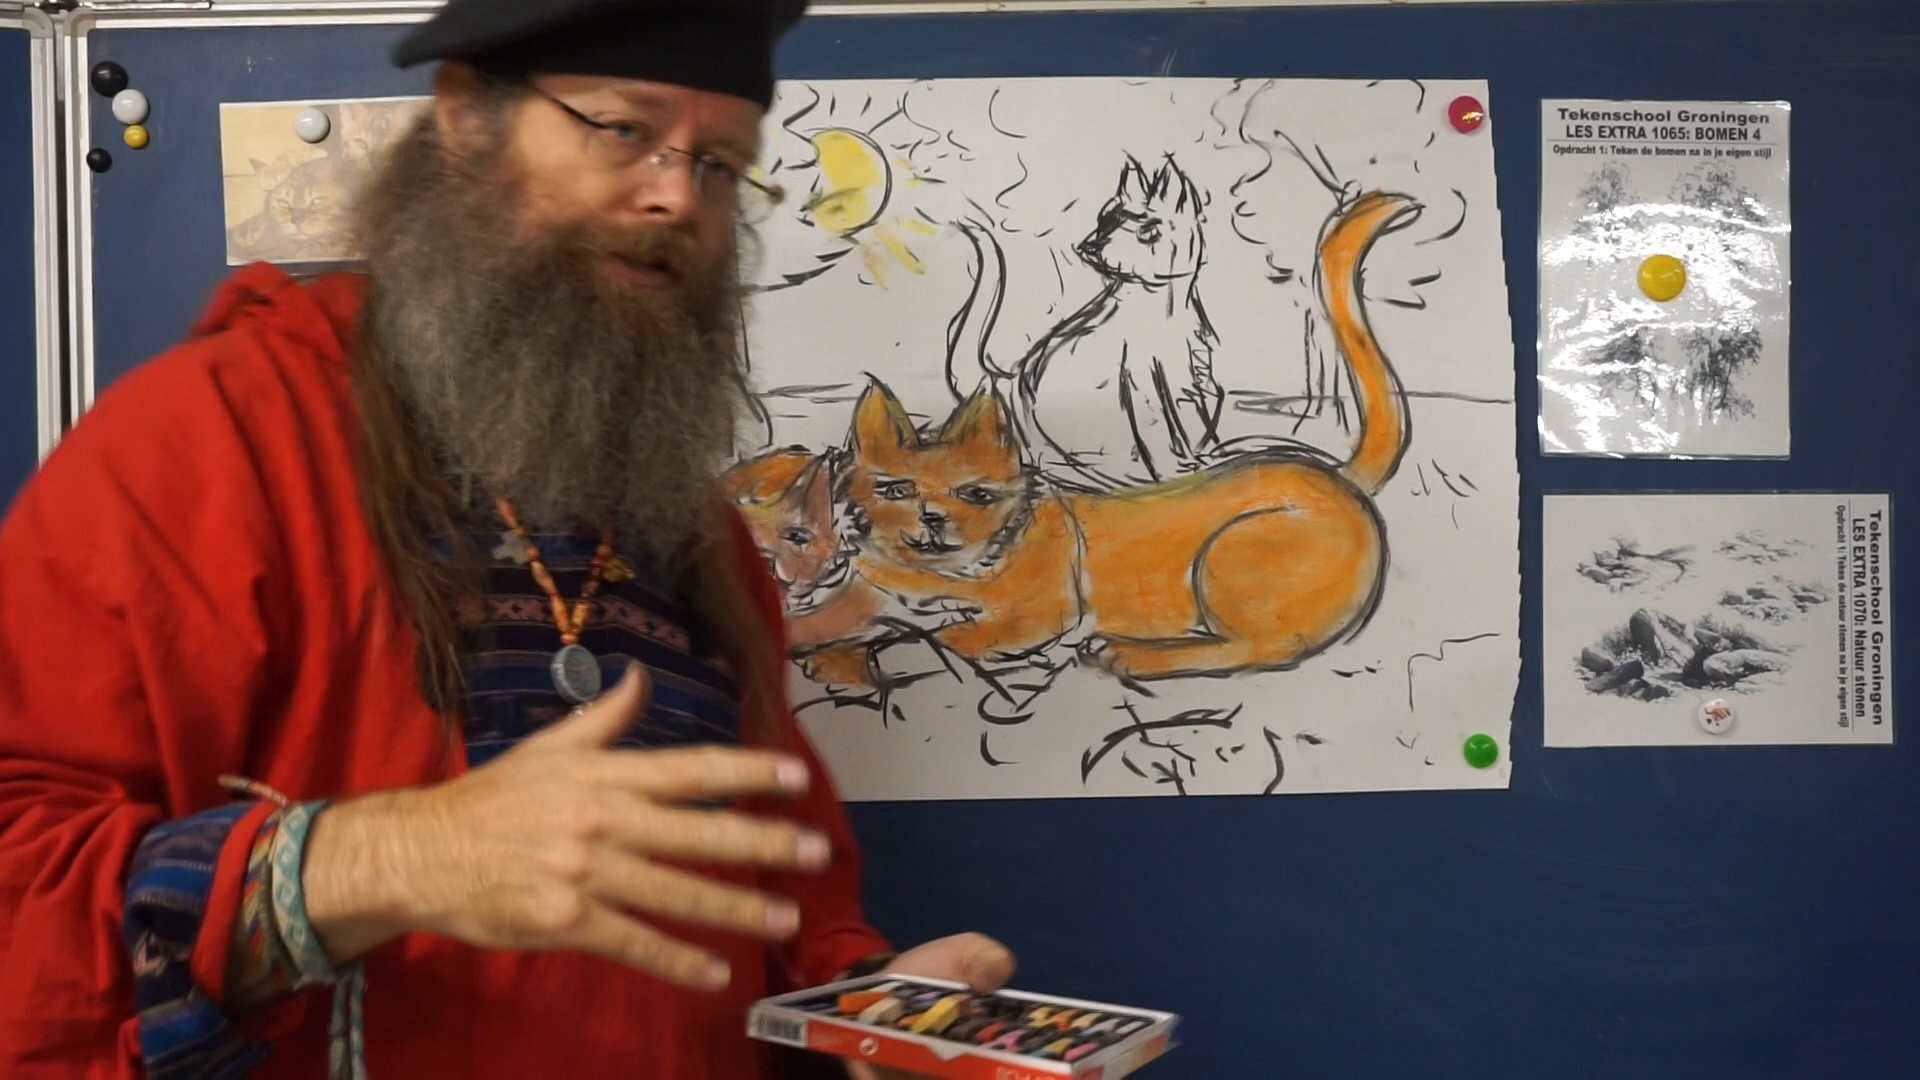 Tekenschool Groningen
LES EXTRA 1065: BOMEN 4
Opdracht 1: Teken de bomen na in je eigen stijl
Tekenschool Groningen
LES EXTRA 1070: Natuur stenen
Opdracht 1: Teken de natuur stenen na in je eigen stijl